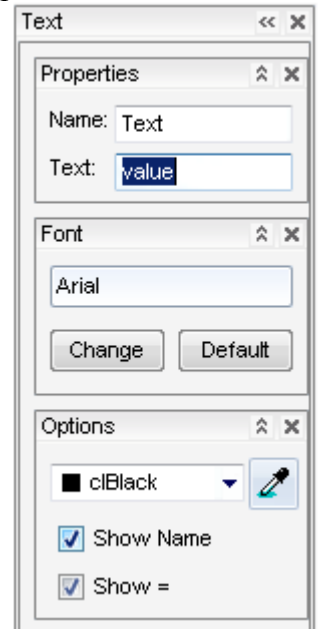 Text
Properties
Name: Text
Text: value
Font
Arial
Change Default
Options
clBlack
Show Name
Show =